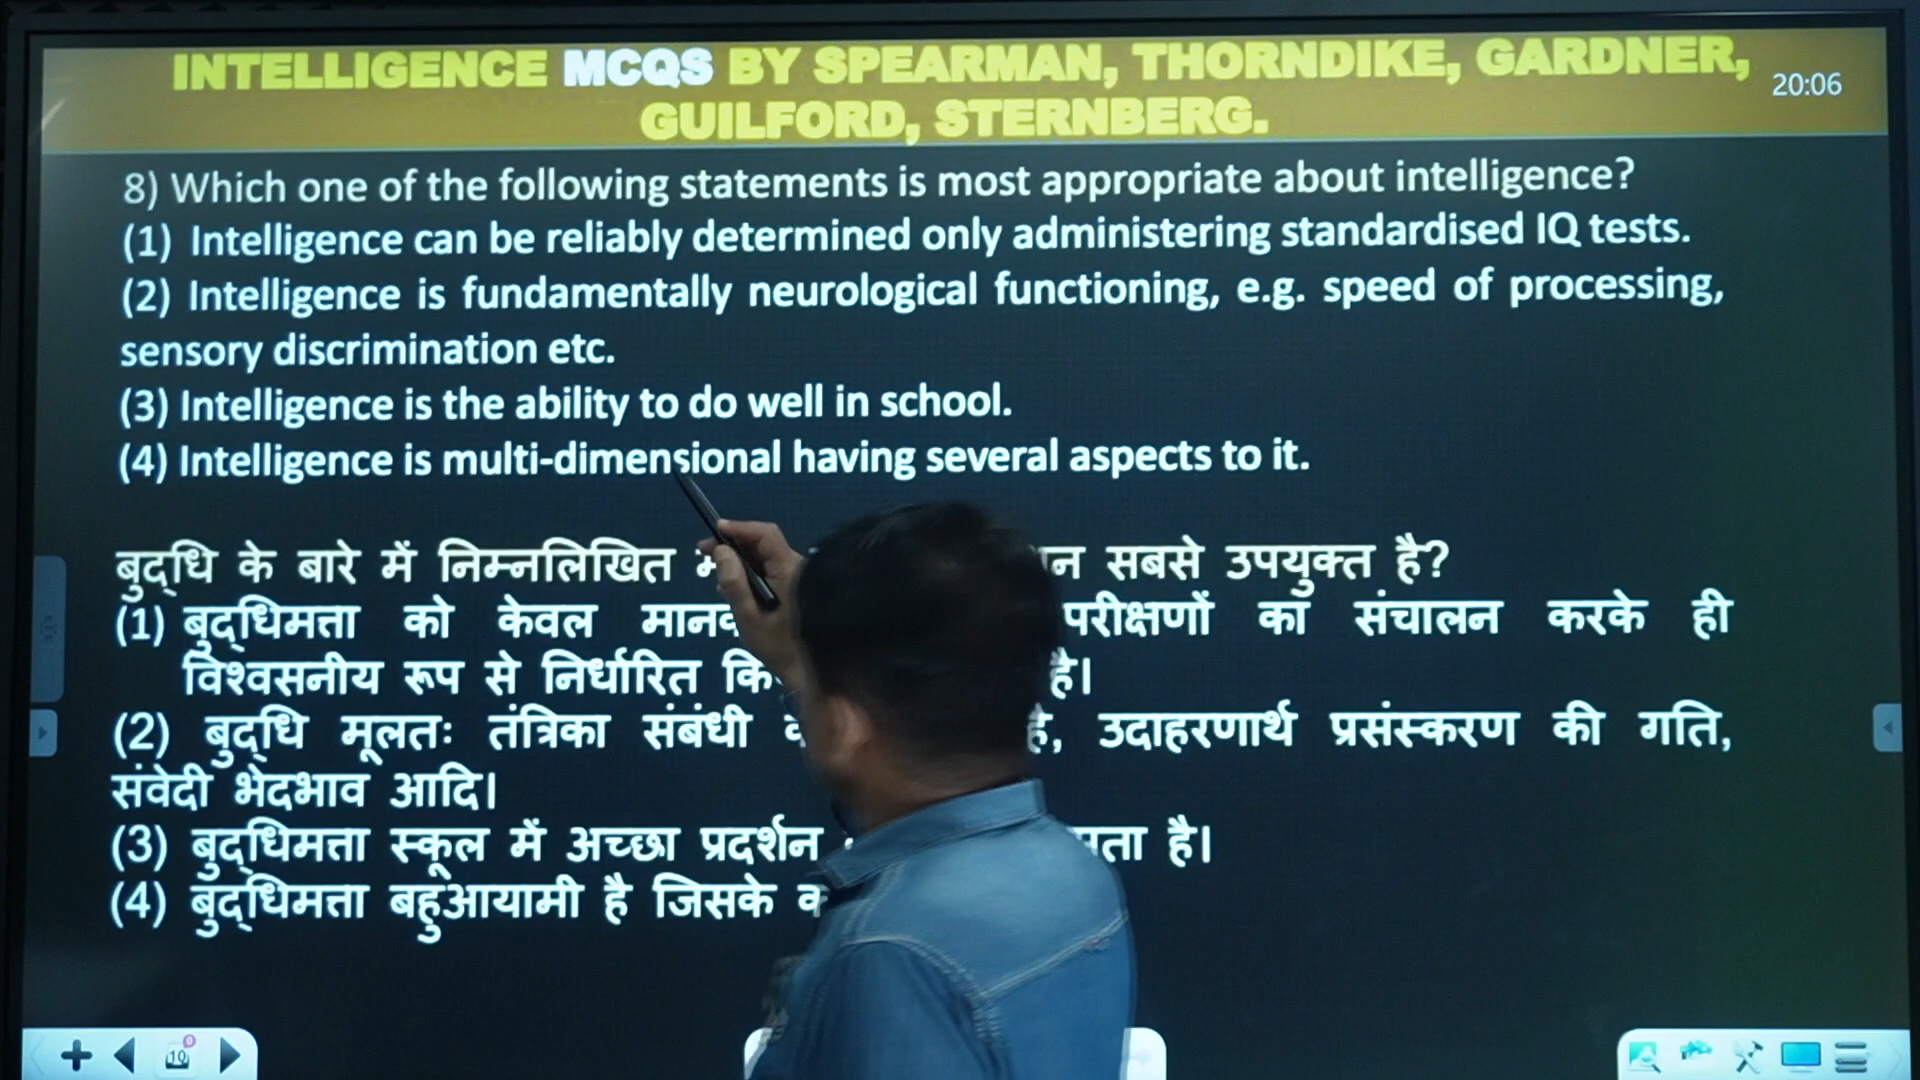 INTELLIGENCE MCQS BY SPEARMAN, THORNDIKE, GARDNER,
GUILFORD, STERNBERG.
20:06
8) Which one of the following statements is most appropriate about intelligence?
(1) Intelligence can be reliably determined only administering standardised IQ tests.
(2) Intelligence is fundamentally neurological functioning, e.g. speed of processing,
sensory discrimination etc.
(3) Intelligence is the ability to do well in school.
(4) Intelligence is multi-dimensional having several aspects to it.
बुद्धि के बारे में निम्नलिखित सबसे उपयुक्त है?
(1) बुद्धिमत्ता को केवल परीक्षणों का संचालन करके ही
विश्वसनीय रूप से निर्धारित है।
(2) बुद्धि मूलतः तंत्रिका संबंधी है, उदाहरणार्थ प्रसंस्करण की गति,
संवेदी भेदभाव आदि।
(3) बुद्धिमत्ता स्कूल में अच्छा प्रदर्शन है।
(4) बुद्धिमत्ता बहुआयामी है जिसके
10